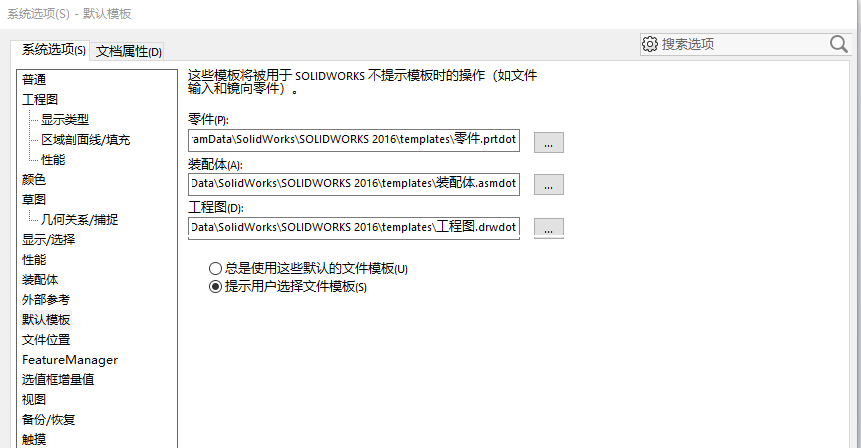 系统选项(S) - 默认模板
系统选项(S) 文档属性(D)
搜索选项
普通
工程图
显示类型
区域剖面线/填充
性能
颜色
草图
几何关系/捕捉
显示/选择
性能
装配体
外部参考
默认模板
文件位置
FeatureManager
选值框增量值
视图
备份/恢复
触摸
这些模板将被用于 SOLIDWORKS 不提示模板时的操作（如文件
输入和镜向零件）。
零件(P):
amData\SolidWorks\SOLIDWORKS 2016\templates\零件.prtdot
...
装配体(A):
Data\SolidWorks\SOLIDWORKS 2016\templates\装配体.asmdot
...
工程图(D):
Data\SolidWorks\SOLIDWORKS 2016\templates\工程图.drwdot
...
总是使用这些默认的文件模板(U)
提示用户选择文件模板(S)